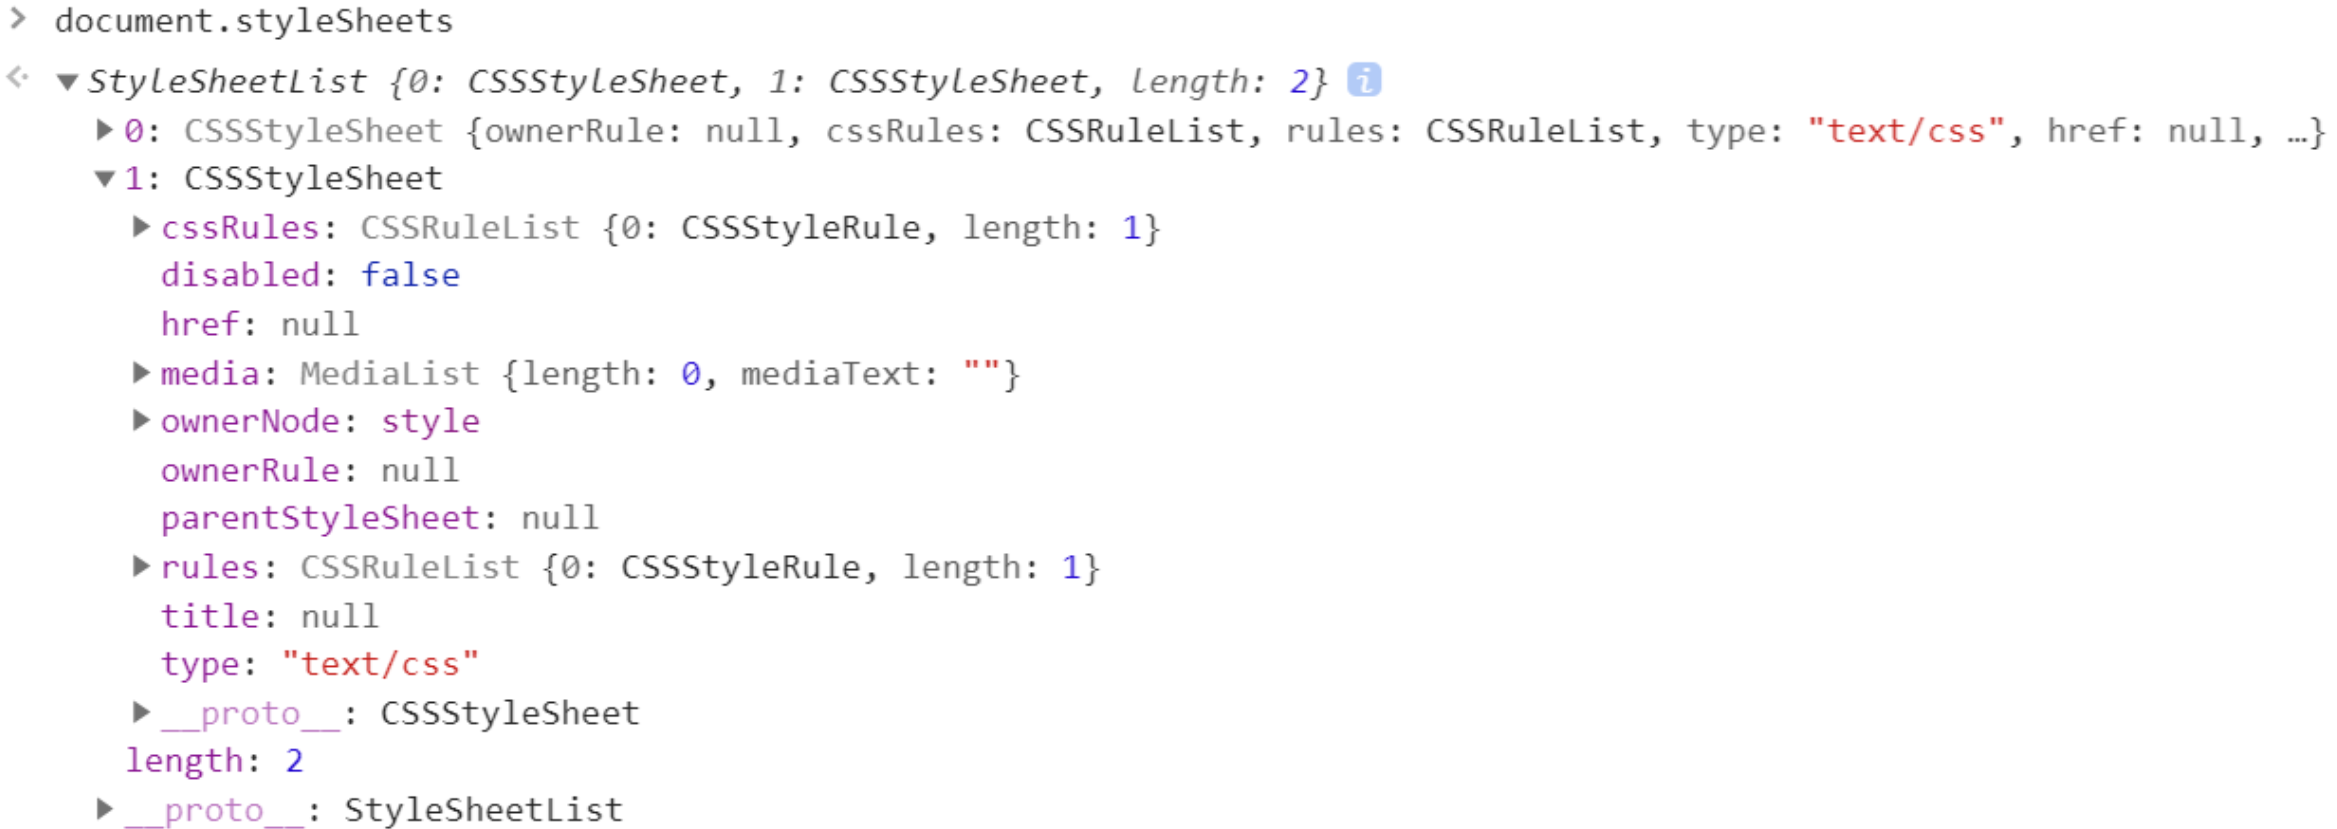 > document.styleSheets
<· ▼ StyleSheetList {0: CSSStyleSheet, 1: CSSStyleSheet, length: 2} i
▶ 0: CSSStyleSheet {ownerRule: null, cssRules: CSSRuleList, rules: CSSRuleList, type: "text/css", href: null, …}
▼ 1: CSSStyleSheet
▶ cssRules: CSSRuleList {0: CSSStyleRule, length: 1}
disabled: false
href: null
▶ media: MediaList {length: 0, mediaText: ""}
▶ ownerNode: style
ownerRule: null
parentStyleSheet: null
▶ rules: CSSRuleList {0: CSSStyleRule, length: 1}
title: null
type: "text/css"
▶ __proto__: CSSStyleSheet
length: 2
▶ __proto__: StyleSheetList